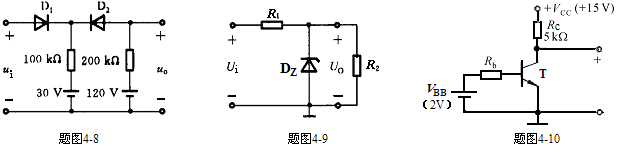 D₁ D₂
+ +
100 kΩ 200 kΩ
uᵢ uₒ
30 V 120 V
− −
题图4-8
R₁
+ +
Uᵢ D_Z U_O R₂
− −
题图4-9
+V_CC (+15 V)
R_C
5 kΩ
+
R_b T
V_BB
(2V)
−
题图4-10